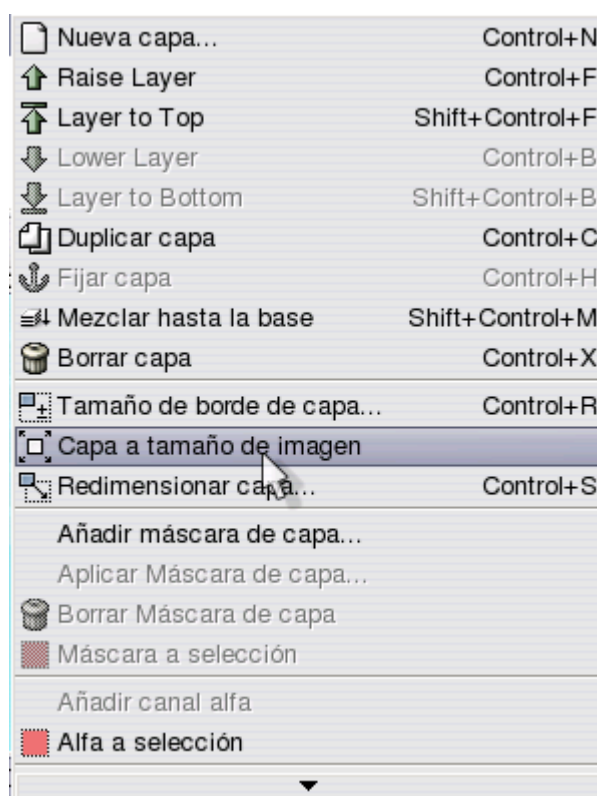 Nueva capa... Control+N
Raise Layer Control+F
Layer to Top Shift+Control+F
Lower Layer Control+B
Layer to Bottom Shift+Control+B
Duplicar capa Control+C
Fijar capa Control+H
Mezclar hasta la base Shift+Control+M
Borrar capa Control+X
Tamaño de borde de capa... Control+R
Capa a tamaño de imagen
Redimensionar capa... Control+S
Añadir máscara de capa...
Aplicar Máscara de capa...
Borrar Máscara de capa
Máscara a selección
Añadir canal alfa
Alfa a selección